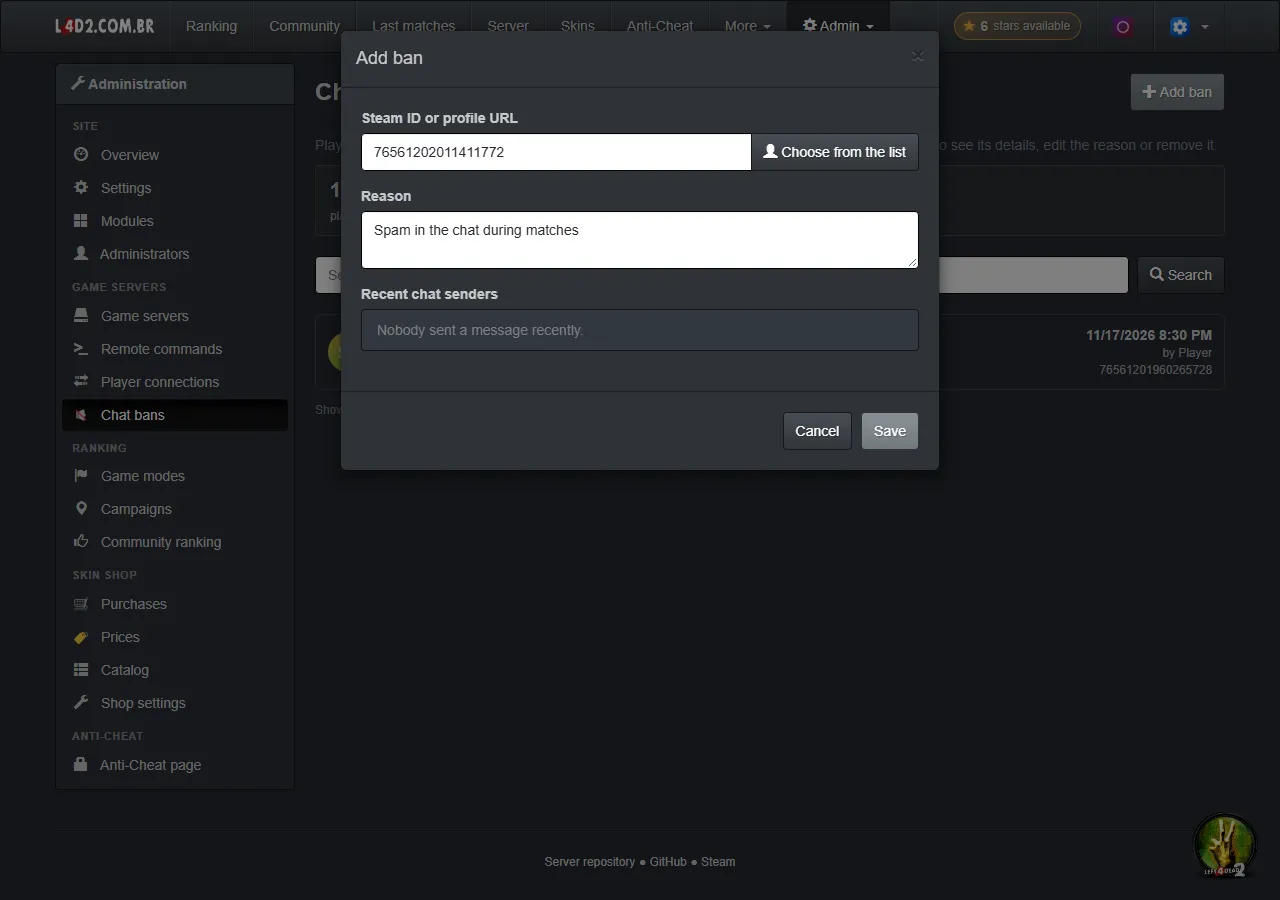 L4D2.COM.BR Ranking Community Last matches Server Skins Anti-Cheat More Admin 6 stars available
Administration
SITE
Overview
Settings
Modules
Administrators
GAME SERVERS
Game servers
Remote commands
Player connections
Chat bans
RANKING
Game modes
Campaigns
Community ranking
SKIN SHOP
Purchases
Prices
Catalog
Shop settings
ANTI-CHEAT
Anti-Cheat page
Add ban
to see its details, edit the reason or remove it.
Search
11/17/2026 8:30 PM
by Player
76561201960265728
Add ban
×
Steam ID or profile URL
76561202011411772
Choose from the list
Reason
Spam in the chat during matches
Recent chat senders
Nobody sent a message recently.
Cancel Save
Server repository ● GitHub ● Steam
LEFT 4 DEAD 2